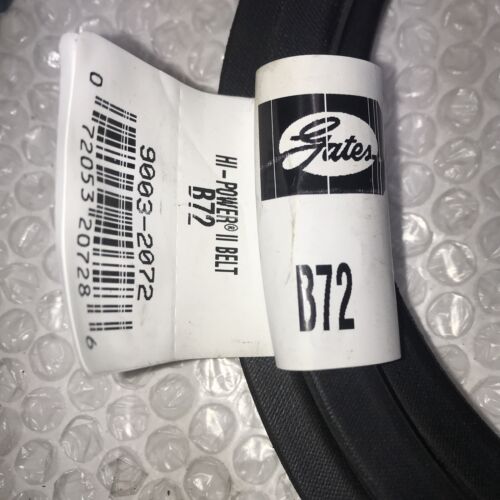 Gates
B72
HI-POWER® II BELT
B72
9003-2072
0 72053 20728 6